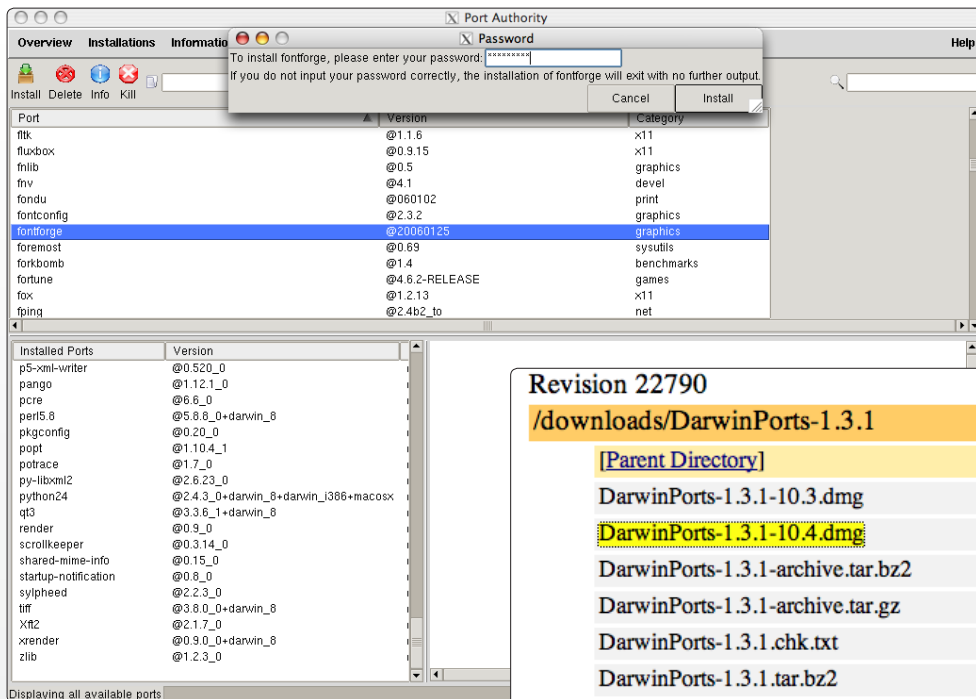 Port Authority
Overview Installations Informatio Help
Password
To install fontforge, please enter your password: *********
If you do not input your password correctly, the installation of fontforge will exit with no further output.
Cancel Install
Install Delete Info Kill
Port Version Category
fltk @1.1.6 x11
fluxbox @0.9.15 x11
fnlib @0.5 graphics
fnv @4.1 devel
fondu @060102 print
fontconfig @2.3.2 graphics
fontforge @20060125 graphics
foremost @0.69 sysutils
forkbomb @1.4 benchmarks
fortune @4.6.2-RELEASE games
fox @1.2.13 x11
fping @2.4b2_to net
Installed Ports Version
p5-xml-writer @0.520_0
pango @1.12.1_0
pcre @6.6_0
perl5.8 @5.8.8_0+darwin_8
pkgconfig @0.20_0
popt @1.10.4_1
potrace @1.7_0
py-libxml2 @2.6.23_0
python24 @2.4.3_0+darwin_8+darwin_i386+macosx
qt3 @3.3.6_1+darwin_8
render @0.9_0
scrollkeeper @0.3.14_0
shared-mime-info @0.15_0
startup-notification @0.8_0
sylpheed @2.2.3_0
tiff @3.8.0_0+darwin_8
Xft2 @2.1.7_0
xrender @0.9.0_0+darwin_8
zlib @1.2.3_0
Displaying all available ports
Revision 22790
/downloads/DarwinPorts-1.3.1
[Parent Directory]
DarwinPorts-1.3.1-10.3.dmg
DarwinPorts-1.3.1-10.4.dmg
DarwinPorts-1.3.1-archive.tar.bz2
DarwinPorts-1.3.1-archive.tar.gz
DarwinPorts-1.3.1.chk.txt
DarwinPorts-1.3.1.tar.bz2